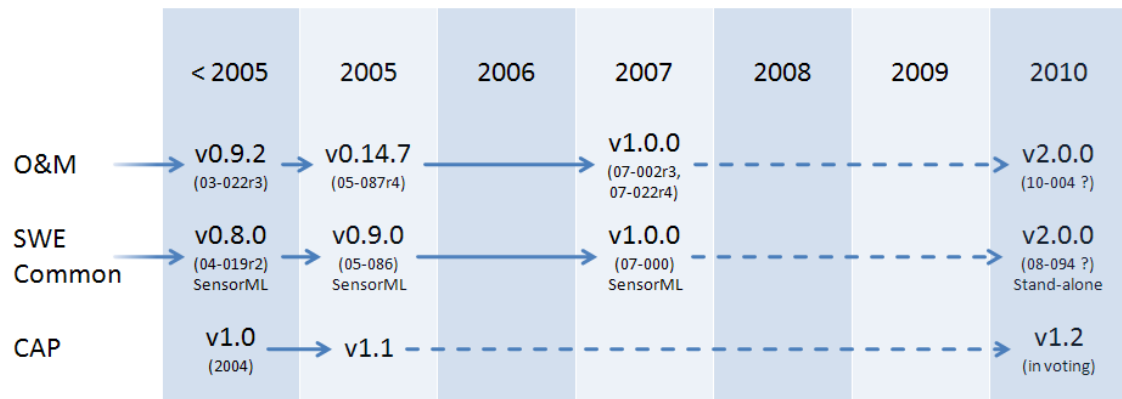 < 2005 2005 2006 2007 2008 2009 2010
O&M v0.9.2 v0.14.7 v1.0.0 v2.0.0
(03-022r3) (05-087r4) (07-002r3, (10-004 ?)
07-022r4)
SWE v0.8.0 v0.9.0 v1.0.0 v2.0.0
Common (04-019r2) (05-086) (07-000) (08-094 ?)
SensorML SensorML SensorML Stand-alone
CAP v1.0 v1.1 v1.2
(2004) (in voting)